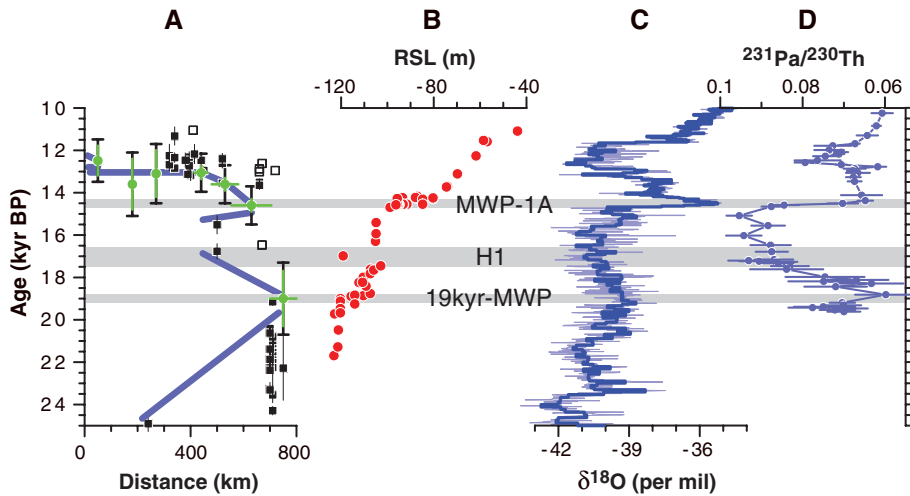 A B C D
RSL (m) ²³¹Pa/²³⁰Th
-120 -80 -40 0.1 0.08 0.06
10
12
14
MWP-1A
16
H1
18
19kyr-MWP
20
22
24
Age (kyr BP)
0 400 800 -42 -39 -36
Distance (km) δ¹⁸O (per mil)